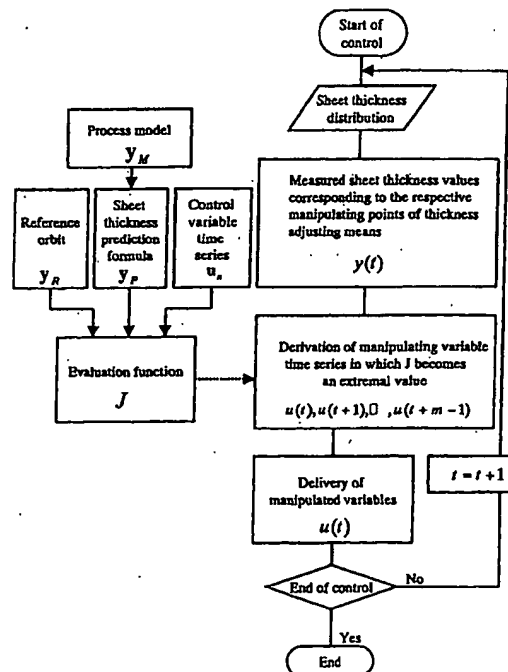 Start of
control
Sheet thickness
distribution
Process model
y_M
Measured sheet thickness values
corresponding to the respective
manipulating points of thickness
adjusting means
y(t)
Reference
orbit
y_R
Sheet
thickness
prediction
formula
y_P
Control
variable
time
series
u_n
Evaluation function
J
Derivation of manipulating variable
time series in which J becomes
an extremal value
u(t),u(t+1),□ ,u(t+m−1)
Delivery of
manipulated variables
u(t)
t = t+1
End of control
No
Yes
End